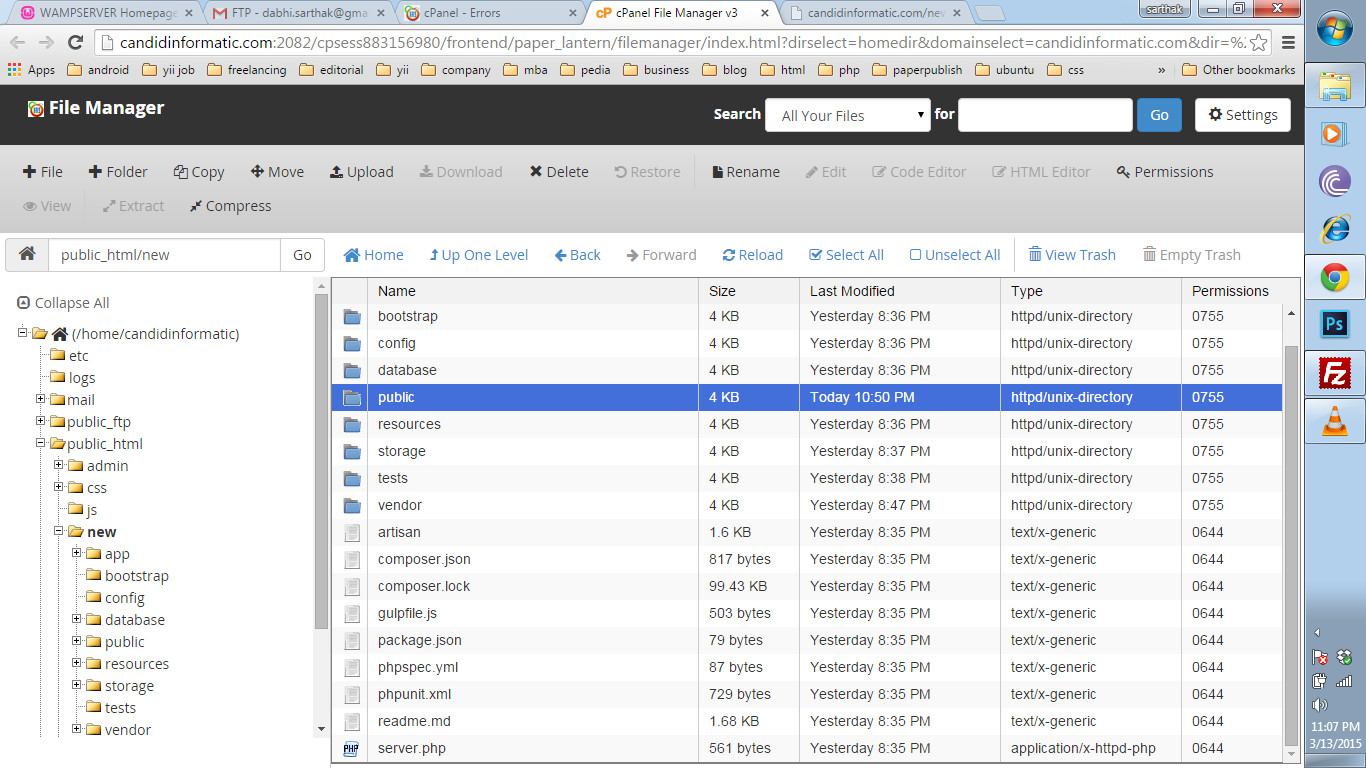 WAMPSERVER Homepage
FTP - dabhi.sarthak@gma
cPanel - Errors
cPanel File Manager v3
candidinformatic.com/new
sarthak
candidinformatic.com:2082/cpsess883156980/frontend/paper_lantern/filemanager/index.html?dirselect=homedir&domainselect=candidinformatic.com&dir=%2
Apps android yii job freelancing editorial yii company mba pedia business blog html php paperpublish ubuntu css » Other bookmarks
File Manager
Search All Your Files for Go Settings
File Folder Copy Move Upload Download Delete Restore Rename Edit Code Editor HTML Editor Permissions
View Extract Compress
public_html/new Go Home Up One Level Back Forward Reload Select All Unselect All View Trash Empty Trash
Collapse All
(/home/candidinformatic)
etc
logs
mail
public_ftp
public_html
admin
css
js
new
app
bootstrap
config
database
public
resources
storage
tests
vendor
Name Size Last Modified Type Permissions
bootstrap 4 KB Yesterday 8:36 PM httpd/unix-directory 0755
config 4 KB Yesterday 8:36 PM httpd/unix-directory 0755
database 4 KB Yesterday 8:36 PM httpd/unix-directory 0755
public 4 KB Today 10:50 PM httpd/unix-directory 0755
resources 4 KB Yesterday 8:36 PM httpd/unix-directory 0755
storage 4 KB Yesterday 8:37 PM httpd/unix-directory 0755
tests 4 KB Yesterday 8:38 PM httpd/unix-directory 0755
vendor 4 KB Yesterday 8:47 PM httpd/unix-directory 0755
artisan 1.6 KB Yesterday 8:35 PM text/x-generic 0644
composer.json 817 bytes Yesterday 8:35 PM text/x-generic 0644
composer.lock 99.43 KB Yesterday 8:35 PM text/x-generic 0644
gulpfile.js 503 bytes Yesterday 8:35 PM text/x-generic 0644
package.json 79 bytes Yesterday 8:35 PM text/x-generic 0644
phpspec.yml 87 bytes Yesterday 8:35 PM text/x-generic 0644
phpunit.xml 729 bytes Yesterday 8:35 PM text/x-generic 0644
readme.md 1.68 KB Yesterday 8:35 PM text/x-generic 0644
PHP server.php 561 bytes Yesterday 8:35 PM application/x-httpd-php 0644
Ps
Fz
11:07 PM
3/13/2015